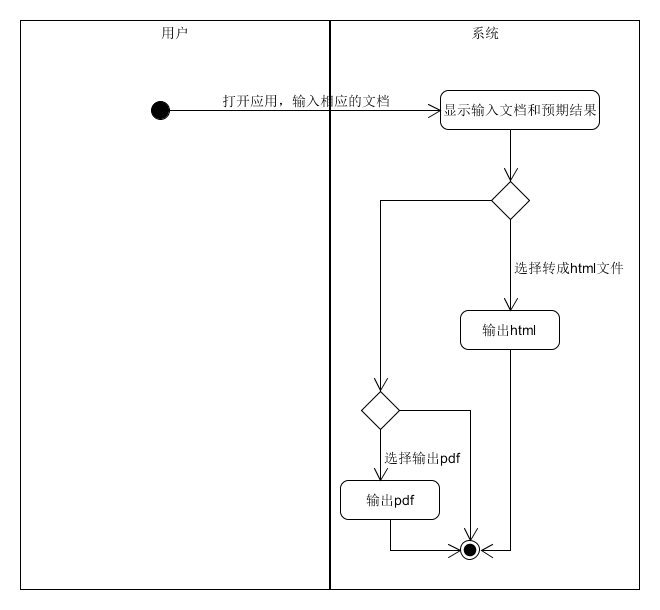 用户
系统
打开应用，输入相应的文档
显示输入文档和预期结果
选择转成html文件
输出html
选择输出pdf
输出pdf